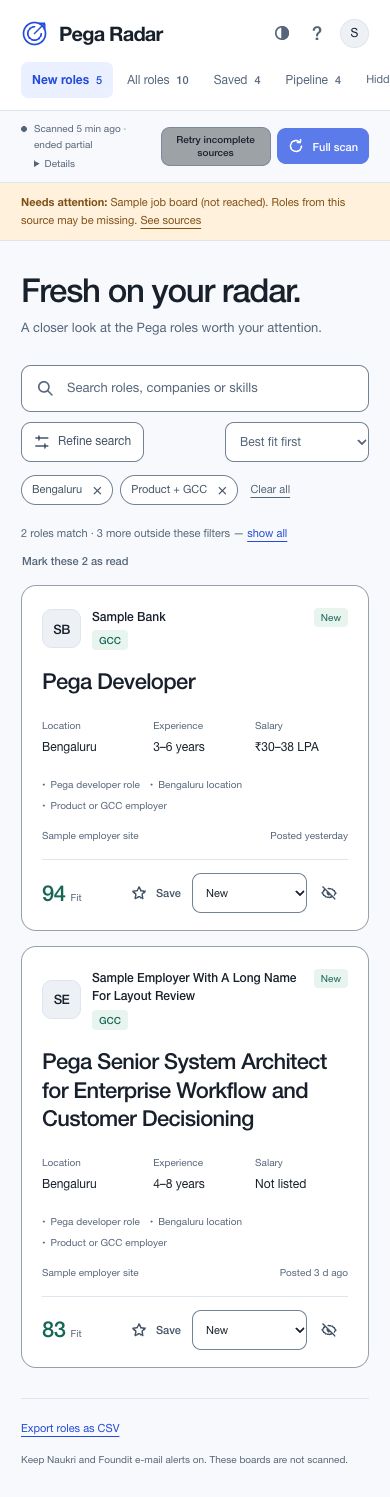 Pega Radar
?
S
New roles 5 All roles 10 Saved 4 Pipeline 4 Hidd
Scanned 5 min ago ·
ended partial
Details
Retry incomplete
sources
Full scan
Needs attention: Sample job board (not reached). Roles from this
source may be missing. See sources
Fresh on your radar.
A closer look at the Pega roles worth your attention.
Search roles, companies or skills
Refine search
Best fit first
Bengaluru × Product + GCC × Clear all
2 roles match · 3 more outside these filters — show all
Mark these 2 as read
SB
Sample Bank
GCC
New
Pega Developer
Location Experience Salary
Bengaluru 3–6 years ₹30–38 LPA
• Pega developer role • Bengaluru location
• Product or GCC employer
Sample employer site Posted yesterday
94 Fit Save New
SE
Sample Employer With A Long Name
For Layout Review
GCC
New
Pega Senior System Architect
for Enterprise Workflow and
Customer Decisioning
Location Experience Salary
Bengaluru 4–8 years Not listed
• Pega developer role • Bengaluru location
• Product or GCC employer
Sample employer site Posted 3 d ago
83 Fit Save New
Export roles as CSV
Keep Naukri and Foundit e-mail alerts on. These boards are not scanned.